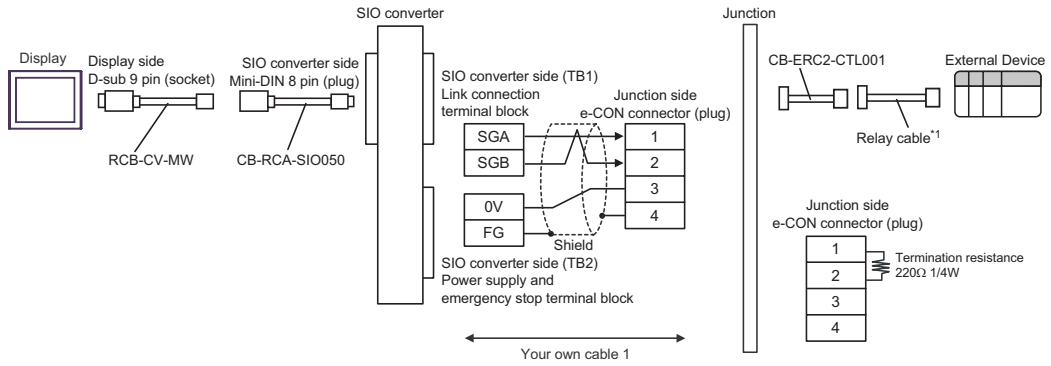 SIO converter
Junction
Display
Display side
D-sub 9 pin (socket)
SIO converter side
Mini-DIN 8 pin (plug)
RCB-CV-MW
CB-RCA-SIO050
SIO converter side (TB1)
Link connection
terminal block
Junction side
e-CON connector (plug)
SGA
SGB
0V
FG
1
2
3
4
Shield
SIO converter side (TB2)
Power supply and
emergency stop terminal block
Your own cable 1
CB-ERC2-CTL001
External Device
Relay cable*1
Junction side
e-CON connector (plug)
1
2
3
4
Termination resistance
220Ω 1/4W